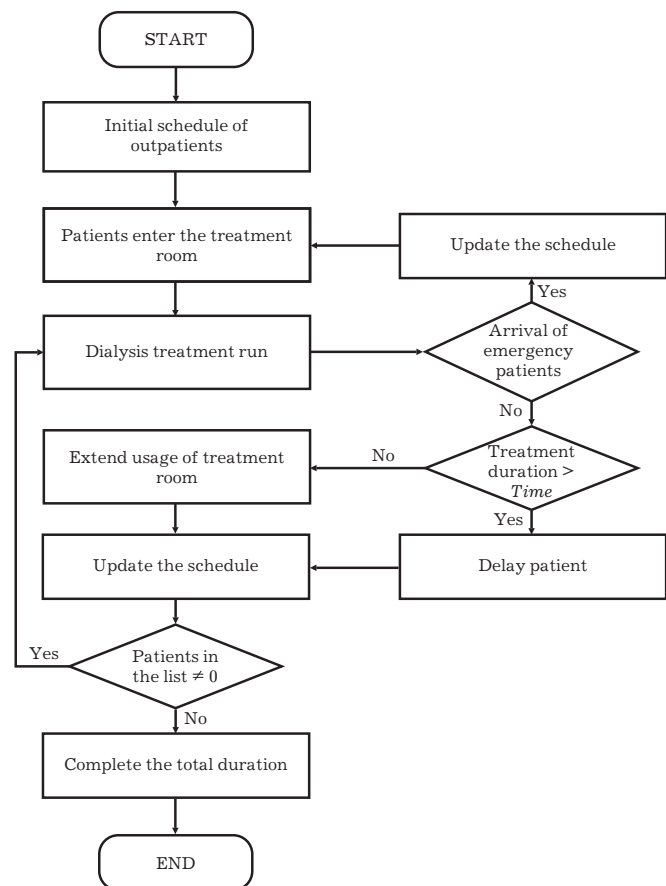 START
Initial schedule of
outpatients
Patients enter the treatment
room
Update the schedule
Yes
Dialysis treatment run
Arrival of
emergency
patients
No
Extend usage of treatment
room
No
Treatment
duration >
Time
Yes
Update the schedule
Delay patient
Yes
Patients in
the list ≠ 0
No
Complete the total duration
END